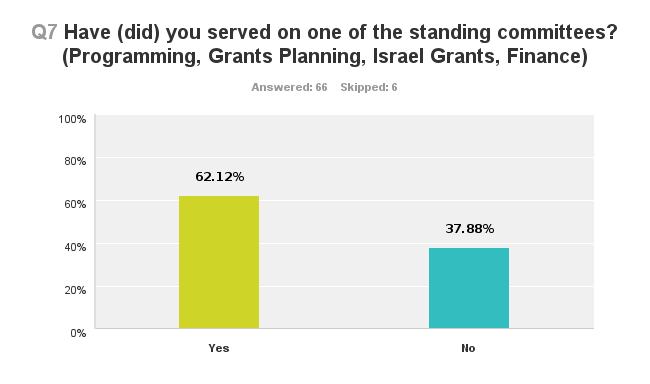 Q7 Have (did) you served on one of the standing committees?
(Programming, Grants Planning, Israel Grants, Finance)
Answered: 66 Skipped: 6
100%
80%
60%
40%
20%
0%
62.12%
37.88%
Yes No